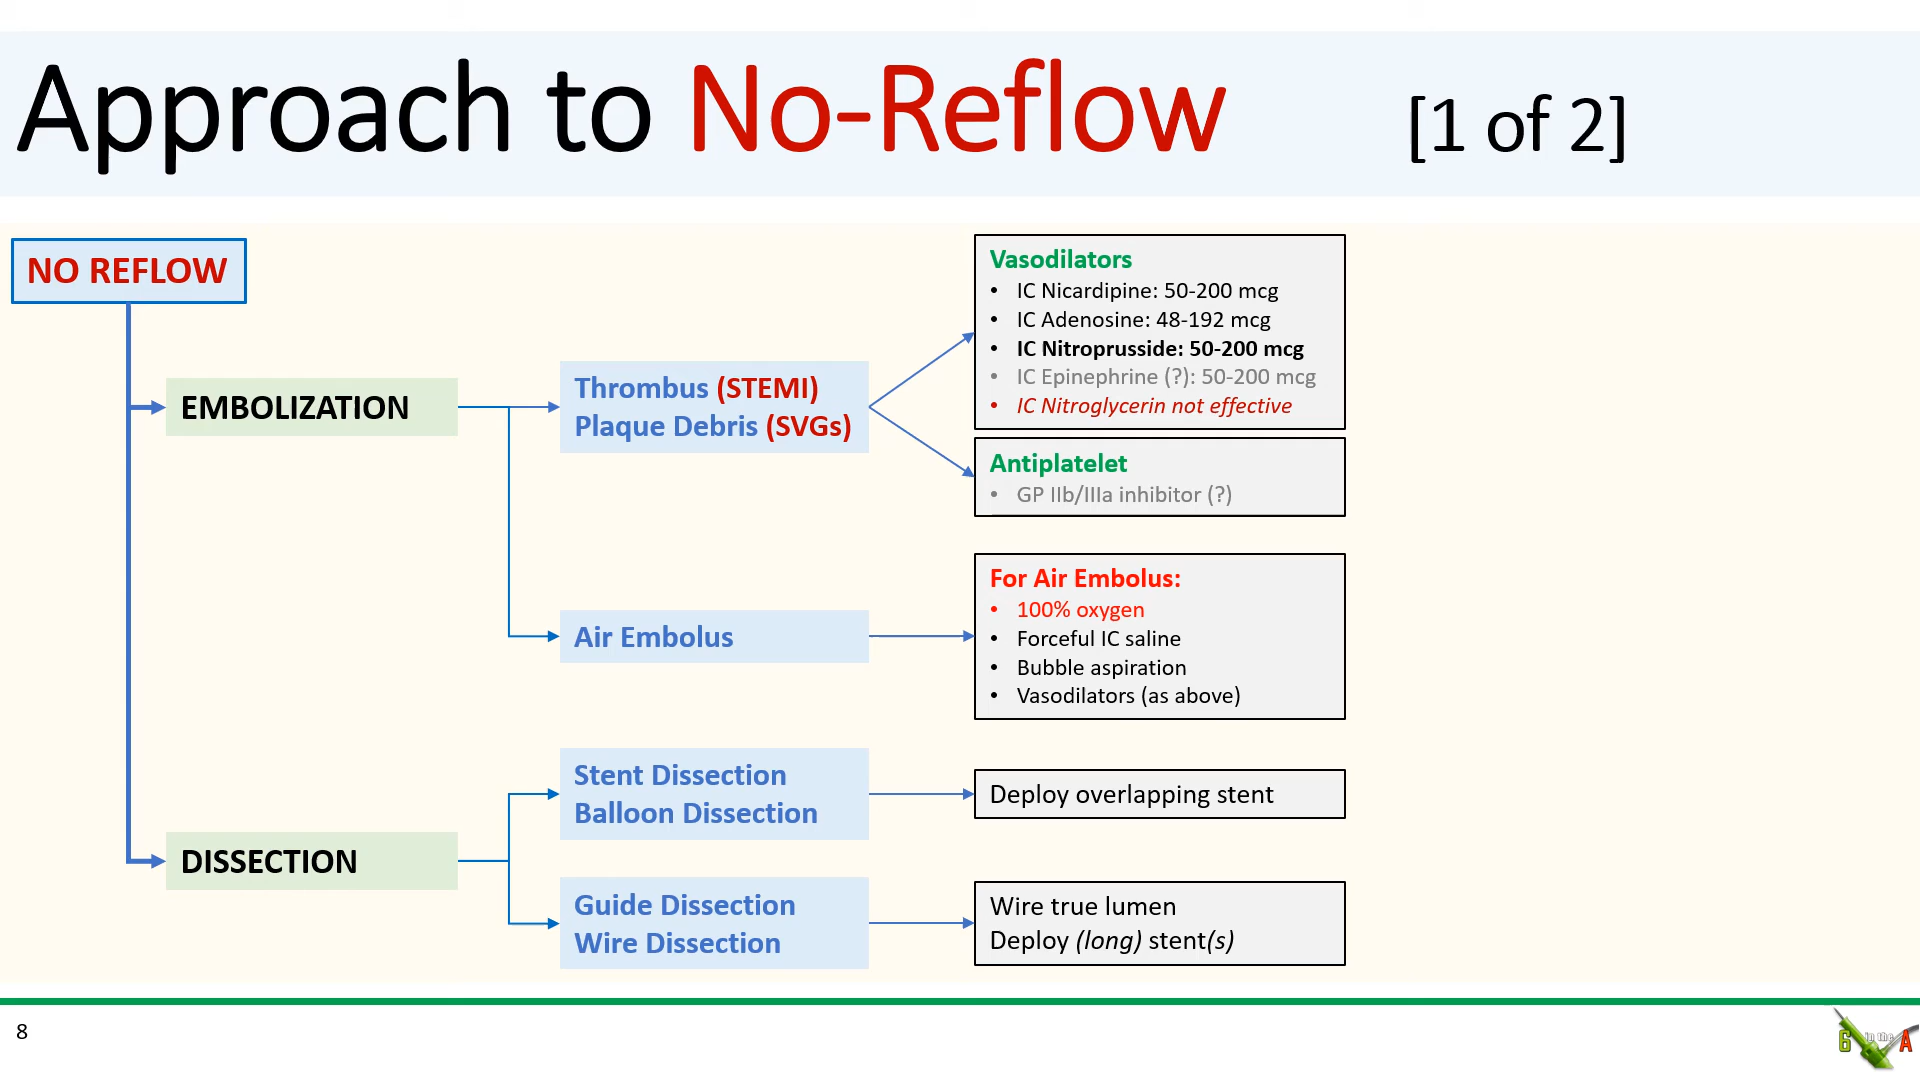 Approach to No-Reflow [1 of 2]
NO REFLOW
EMBOLIZATION
Thrombus (STEMI)
Plaque Debris (SVGs)
Vasodilators
• IC Nicardipine: 50-200 mcg
• IC Adenosine: 48-192 mcg
• IC Nitroprusside: 50-200 mcg
• IC Epinephrine (?): 50-200 mcg
• IC Nitroglycerin not effective
Antiplatelet
• GP IIb/IIIa inhibitor (?)
Air Embolus
For Air Embolus:
• 100% oxygen
• Forceful IC saline
• Bubble aspiration
• Vasodilators (as above)
DISSECTION
Stent Dissection
Balloon Dissection
Deploy overlapping stent
Guide Dissection
Wire Dissection
Wire true lumen
Deploy (long) stent(s)
8
6 in the A